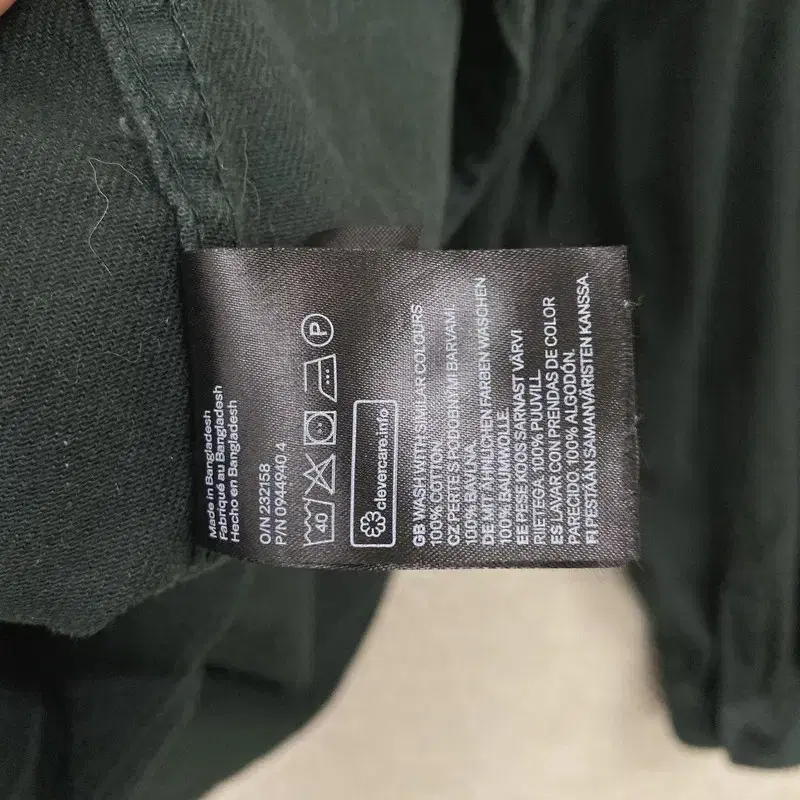 Made in Bangladesh
Fabriqué au Bangladesh
Hecho en Bangladesh
O/N 232158
P/N 0944940 4
40
P
clevercare.info
GB WASH WITH SIMILAR COLOURS
100% COTTON.
CZ PERTE S PODOBNÝMI BARVAMI.
100% BAVLNA.
DE MIT ÄHNLICHEN FARBEN WASCHEN
100% BAUMWOLLE.
EE PESE KOOS SARNAST VÄRVI
RIIETEGA. 100% PUUVILL
ES LAVAR CON PRENDAS DE COLOR
PARECIDO. 100% ALGODÓN.
FI PESTÄÄN SAMANVÄRISTEN KANSSA.